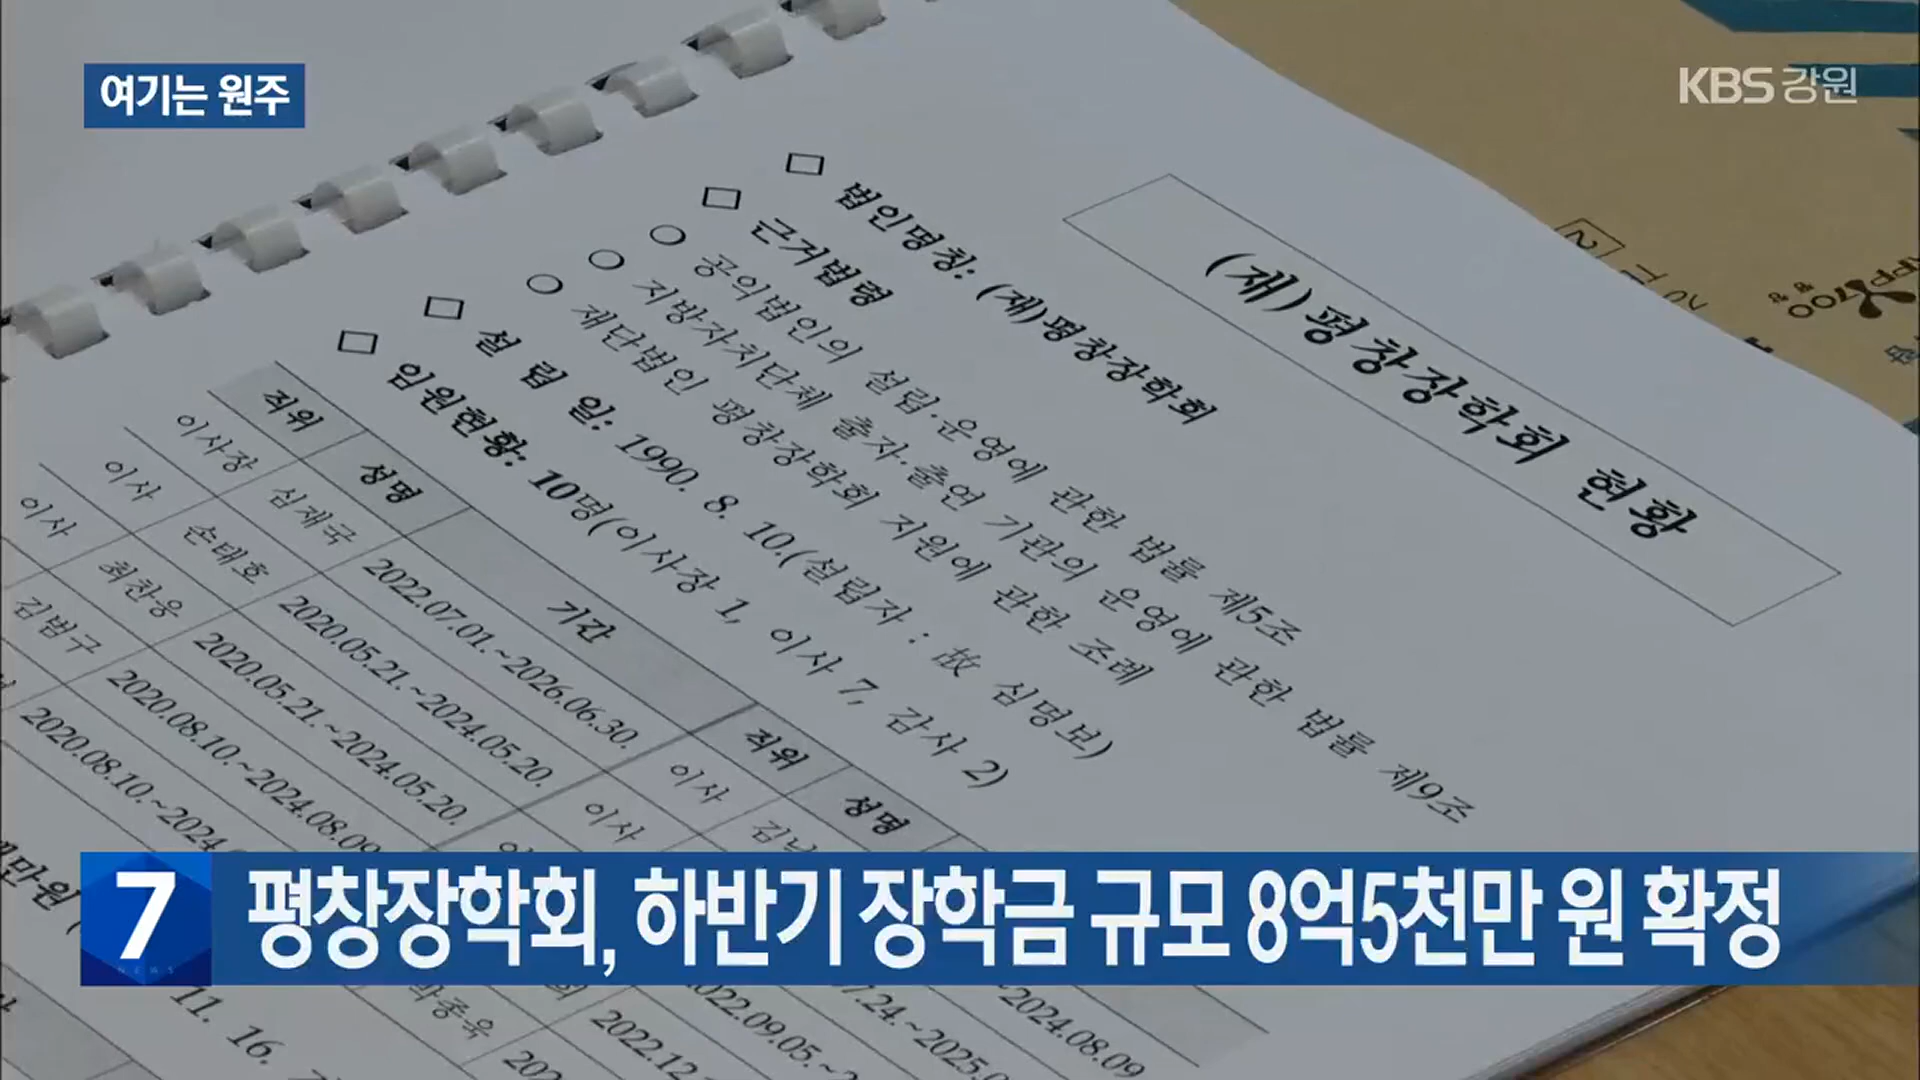 여기는 원주
KBS 강원
(재)평창장학회 현황
□ 법인명칭: (재)평창장학회
□ 근거법령
○ 공익법인의 설립·운영에 관한 법률 제5조
○ 지방자치단체 출자·출연 기관의 운영에 관한 법률 제9조
○ 재단법인 평창장학회 지원에 관한 조례
□ 설 립 일: 1990. 8. 10.(설립자 : 故 심명보)
□ 임원현황: 10명(이사장 1, 이사 7, 감사 2)
직위 성명 기간 직위 성명
이사장 심재국 2022.07.01.~2026.06.30. 이사
이사 손태호 2020.05.21.~2024.05.20. 이사
이사 최찬웅 2020.05.21.~2024.05.20.
김범구 2020.08.10.~2024.08.09
2020.08.10.~2024.
7 평창장학회, 하반기 장학금 규모 8억5천만 원 확정
NEWS
11. 16.
2022.12.
~2024.08.09